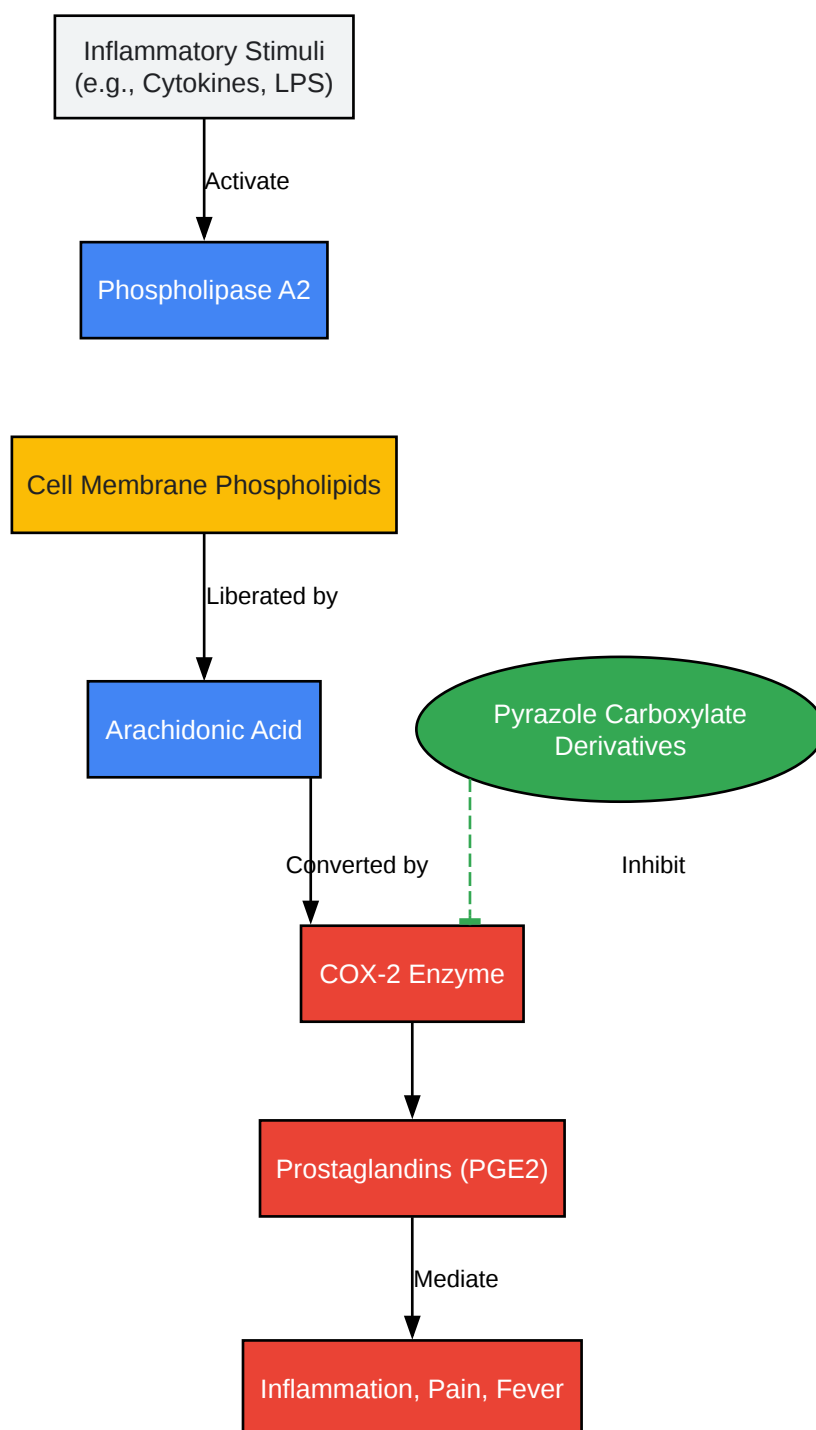 Inflammatory Stimuli
(e.g., Cytokines, LPS)
Activate
Phospholipase A2
Cell Membrane Phospholipids
Liberated by
Arachidonic Acid
Pyrazole Carboxylate
Derivatives
Converted by
Inhibit
COX-2 Enzyme
Prostaglandins (PGE2)
Mediate
Inflammation, Pain, Fever